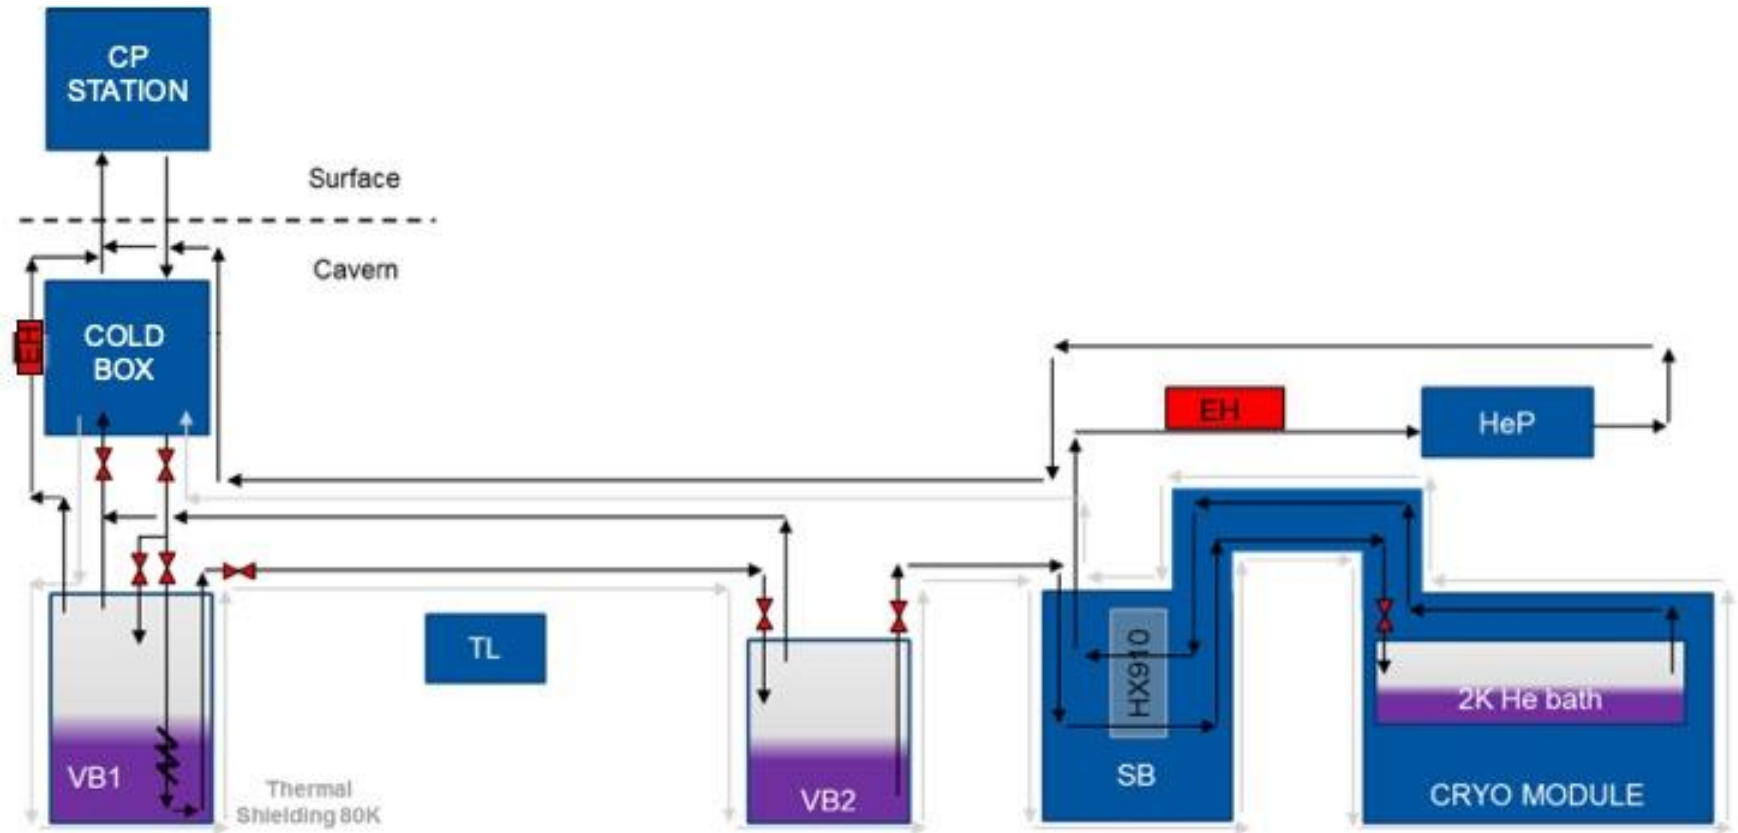 CP
STATION
Surface
Cavern
COLD
BOX
EH
EH
HeP
TL
HX910
2K He bath
VB1
Thermal
Shielding 80K
VB2
SB
CRYO MODULE